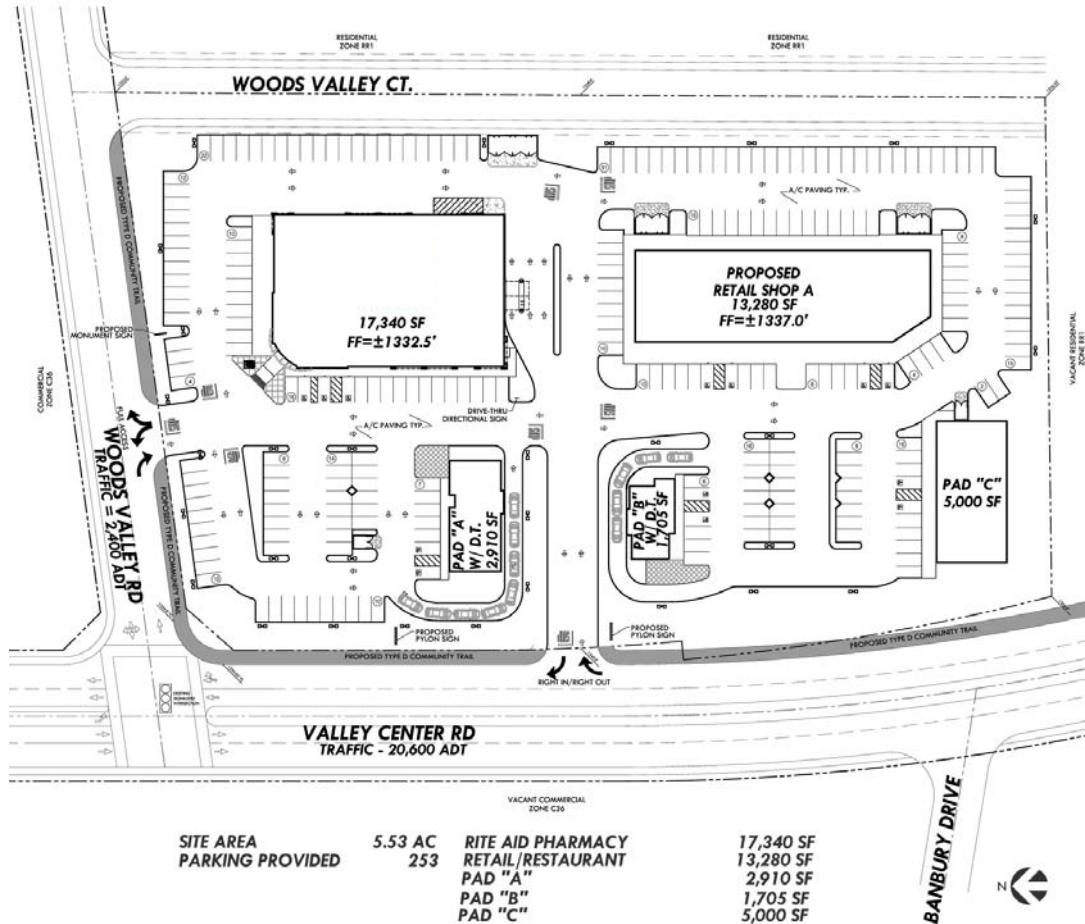 RESIDENTIAL
ZONE RR1
RESIDENTIAL
ZONE RR1
WOODS VALLEY CT.
PROPOSED TYPE D COMMUNITY TRAIL
A/C PAVING TYP.
PROPOSED
RETAIL SHOP A
13,280 SF
FF=±1337.0'
17,340 SF
FF=±1332.5'
PROPOSED
MONUMENT SIGN
COMMERCIAL
ZONE C36
VACANT RESIDENTIAL
ZONE RR1
DRIVE-THRU
DIRECTIONAL SIGN
FULL ACCESS
WOODS VALLEY RD
TRAFFIC = 2,400 ADT
A/C PAVING TYP.
PROPOSED TYPE D COMMUNITY TRAIL
PAD "A"
W/ D.T.
2,910 SF
PAD "B"
W/ D.T.
1,705 SF
PAD "C"
5,000 SF
PROPOSED
PYLON SIGN
PROPOSED
PYLON SIGN
PROPOSED TYPE D COMMUNITY TRAIL
PROPOSED TYPE D COMMUNITY TRAIL
RIGHT IN/RIGHT OUT
EXISTING
SIGNALIZED
INTERSECTION
VALLEY CENTER RD
TRAFFIC - 20,600 ADT
VACANT COMMERCIAL
ZONE C36
BANBURY DRIVE
SITE AREA 5.53 AC RITE AID PHARMACY 17,340 SF
PARKING PROVIDED 253 RETAIL/RESTAURANT 13,280 SF
PAD "A" 2,910 SF
PAD "B" 1,705 SF
PAD "C" 5,000 SF
N